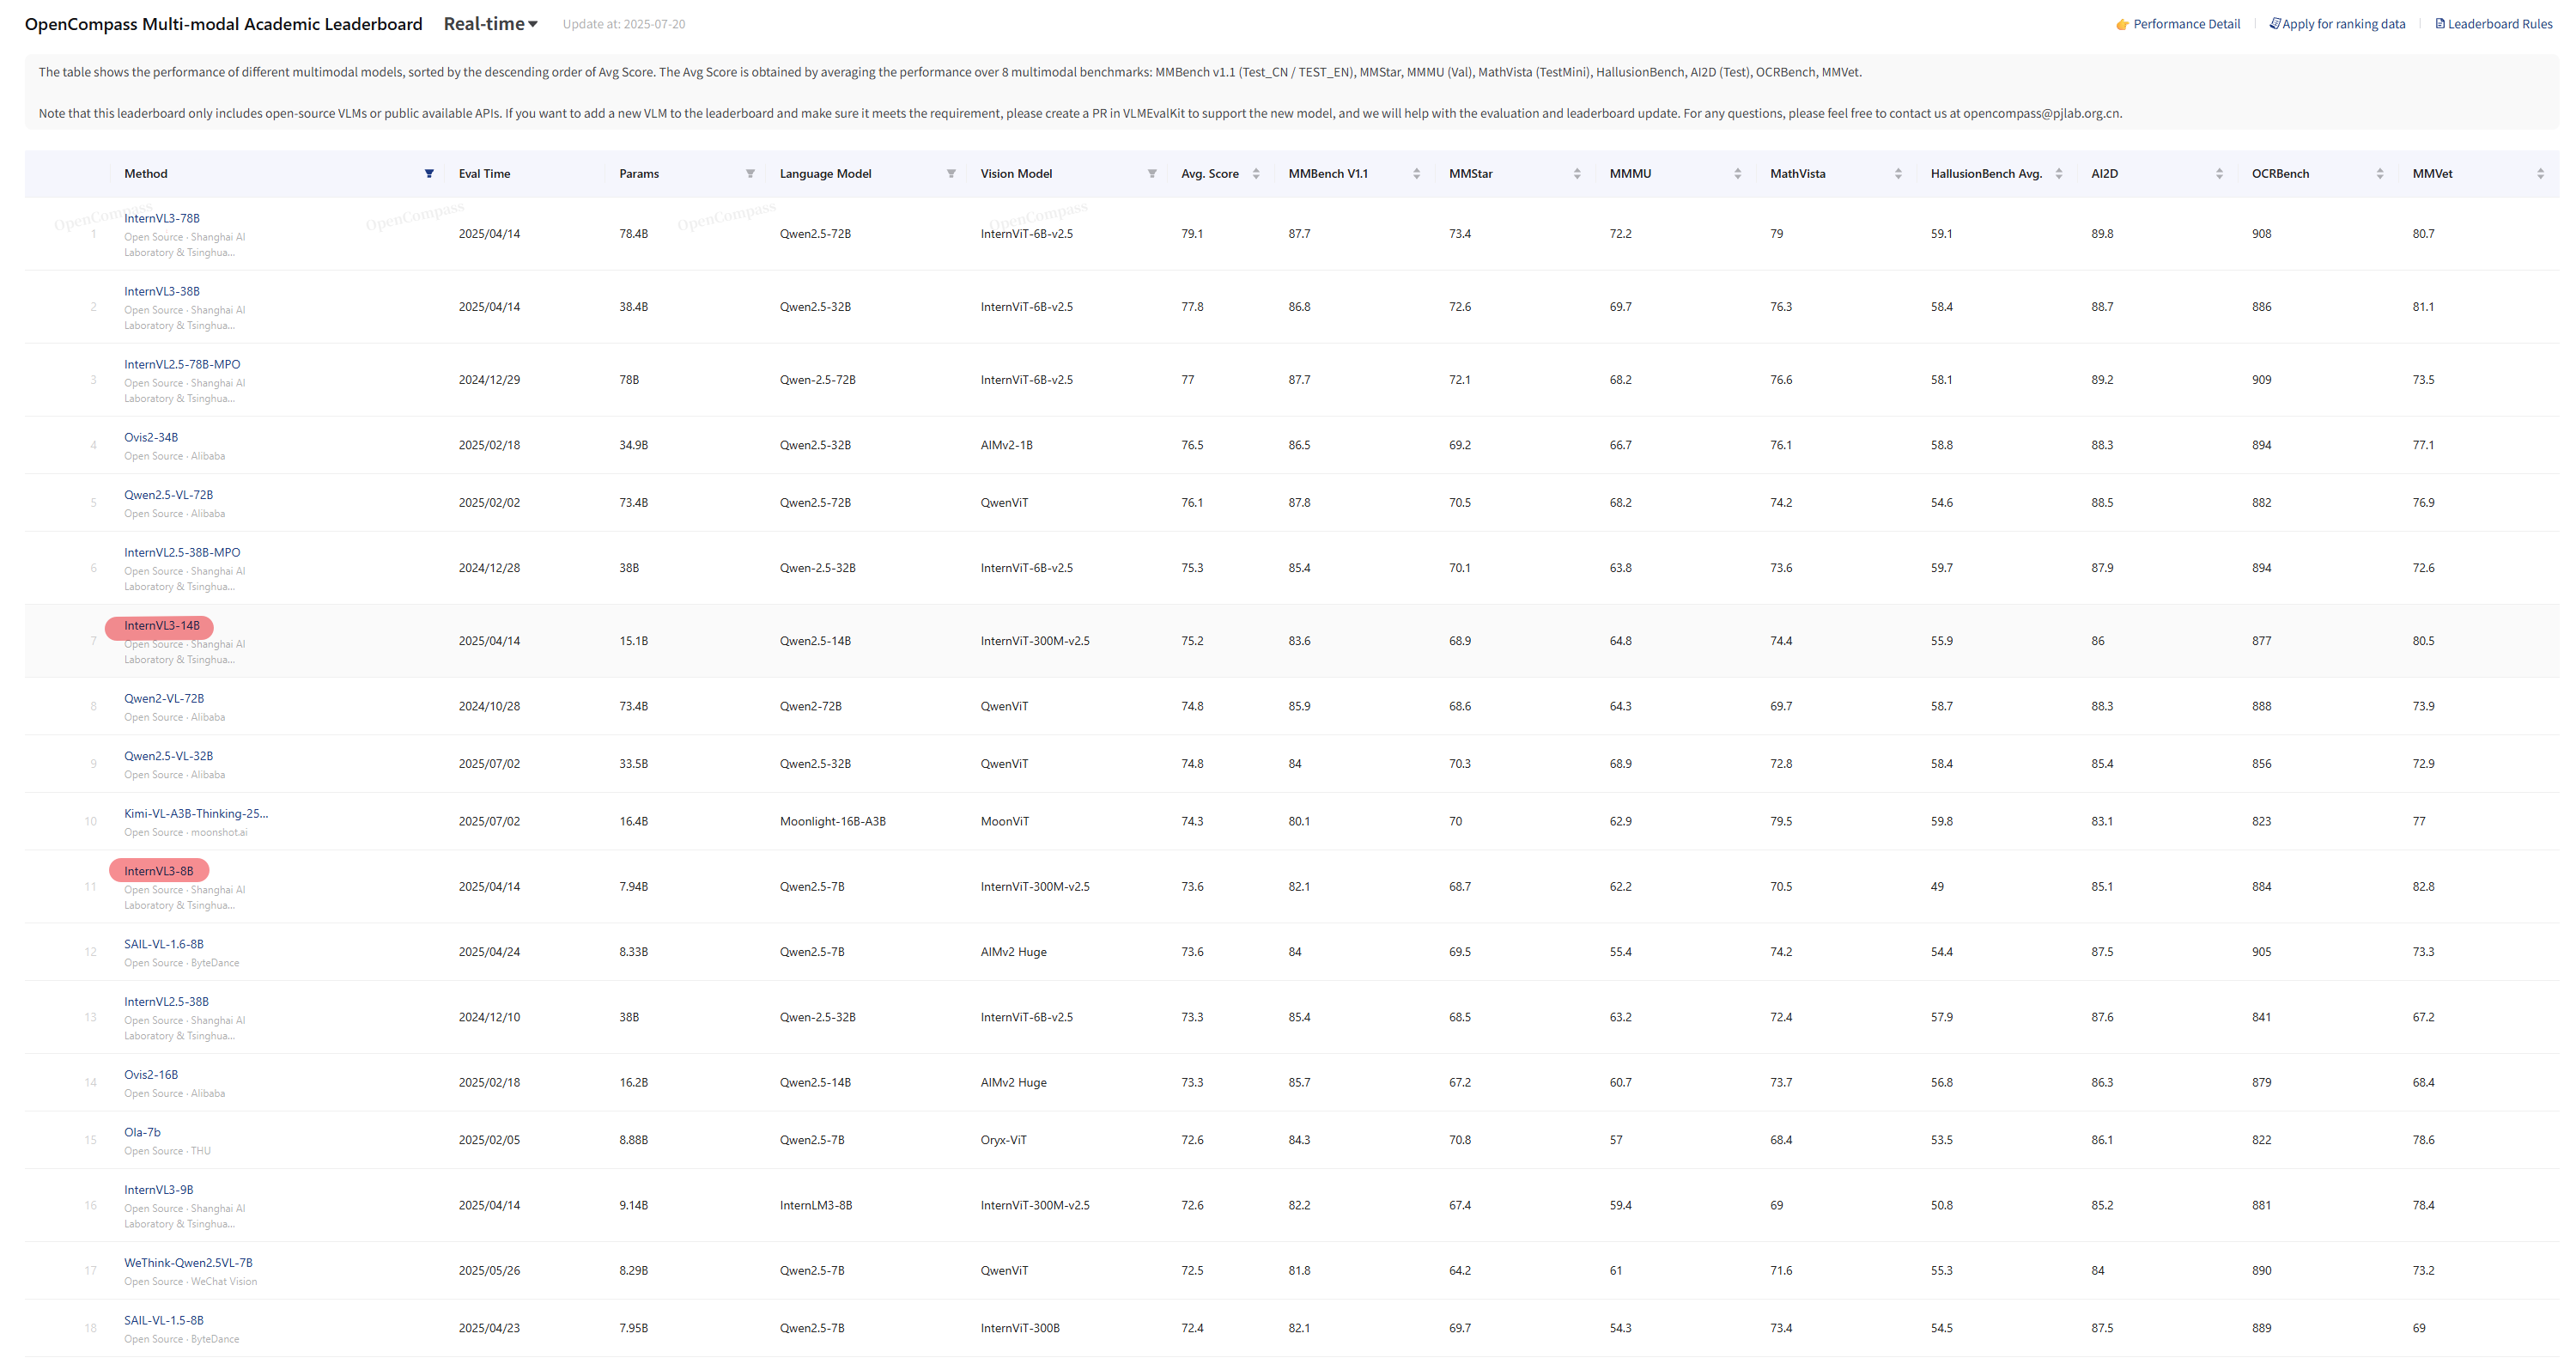 OpenCompass Multi-modal Academic Leaderboard Real-time Update at: 2025-07-20 Performance Detail Apply for ranking data Leaderboard Rules
The table shows the performance of different multimodal models, sorted by the descending order of Avg Score. The Avg Score is obtained by averaging the performance over 8 multimodal benchmarks: MMBench v1.1 (Test_CN / TEST_EN), MMStar, MMMU (Val), MathVista (TestMini), HallusionBench, AI2D (Test), OCRBench, MMVet.
Note that this leaderboard only includes open-source VLMs or public available APIs. If you want to add a new VLM to the leaderboard and make sure it meets the requirement, please create a PR in VLMEvalKit to support the new model, and we will help with the evaluation and leaderboard update. For any questions, please feel free to contact us at opencompass@pjlab.org.cn.
Method Eval Time Params Language Model Vision Model Avg. Score MMBench V1.1 MMStar MMMU MathVista HallusionBench Avg. AI2D OCRBench MMVet
OpenCompass OpenCompass OpenCompass OpenCompass
InternVL3-78B
1 Open Source · Shanghai AI 2025/04/14 78.4B Qwen2.5-72B InternViT-6B-v2.5 79.1 87.7 73.4 72.2 79 59.1 89.8 908 80.7
Laboratory & Tsinghua...
InternVL3-38B
2 Open Source · Shanghai AI 2025/04/14 38.4B Qwen2.5-32B InternViT-6B-v2.5 77.8 86.8 72.6 69.7 76.3 58.4 88.7 886 81.1
Laboratory & Tsinghua...
InternVL2.5-78B-MPO
3 Open Source · Shanghai AI 2024/12/29 78B Qwen-2.5-72B InternViT-6B-v2.5 77 87.7 72.1 68.2 76.6 58.1 89.2 909 73.5
Laboratory & Tsinghua...
Ovis2-34B
4 2025/02/18 34.9B Qwen2.5-32B AIMv2-1B 76.5 86.5 69.2 66.7 76.1 58.8 88.3 894 77.1
Open Source · Alibaba
Qwen2.5-VL-72B
5 2025/02/02 73.4B Qwen2.5-72B QwenViT 76.1 87.8 70.5 68.2 74.2 54.6 88.5 882 76.9
Open Source · Alibaba
InternVL2.5-38B-MPO
6 Open Source · Shanghai AI 2024/12/28 38B Qwen-2.5-32B InternViT-6B-v2.5 75.3 85.4 70.1 63.8 73.6 59.7 87.9 894 72.6
Laboratory & Tsinghua...
InternVL3-14B
7 Open Source · Shanghai AI 2025/04/14 15.1B Qwen2.5-14B InternViT-300M-v2.5 75.2 83.6 68.9 64.8 74.4 55.9 86 877 80.5
Laboratory & Tsinghua...
Qwen2-VL-72B
8 2024/10/28 73.4B Qwen2-72B QwenViT 74.8 85.9 68.6 64.3 69.7 58.7 88.3 888 73.9
Open Source · Alibaba
Qwen2.5-VL-32B
9 2025/07/02 33.5B Qwen2.5-32B QwenViT 74.8 84 70.3 68.9 72.8 58.4 85.4 856 72.9
Open Source · Alibaba
Kimi-VL-A3B-Thinking-25...
10 2025/07/02 16.4B Moonlight-16B-A3B MoonViT 74.3 80.1 70 62.9 79.5 59.8 83.1 823 77
Open Source · moonshot.ai
InternVL3-8B
11 Open Source · Shanghai AI 2025/04/14 7.94B Qwen2.5-7B InternViT-300M-v2.5 73.6 82.1 68.7 62.2 70.5 49 85.1 884 82.8
Laboratory & Tsinghua...
SAIL-VL-1.6-8B
12 2025/04/24 8.33B Qwen2.5-7B AIMv2 Huge 73.6 84 69.5 55.4 74.2 54.4 87.5 905 73.3
Open Source · ByteDance
InternVL2.5-38B
13 Open Source · Shanghai AI 2024/12/10 38B Qwen-2.5-32B InternViT-6B-v2.5 73.3 85.4 68.5 63.2 72.4 57.9 87.6 841 67.2
Laboratory & Tsinghua...
Ovis2-16B
14 2025/02/18 16.2B Qwen2.5-14B AIMv2 Huge 73.3 85.7 67.2 60.7 73.7 56.8 86.3 879 68.4
Open Source · Alibaba
Ola-7b
15 2025/02/05 8.88B Qwen2.5-7B Oryx-ViT 72.6 84.3 70.8 57 68.4 53.5 86.1 822 78.6
Open Source · THU
InternVL3-9B
16 Open Source · Shanghai AI 2025/04/14 9.14B InternLM3-8B InternViT-300M-v2.5 72.6 82.2 67.4 59.4 69 50.8 85.2 881 78.4
Laboratory & Tsinghua...
WeThink-Qwen2.5VL-7B
17 2025/05/26 8.29B Qwen2.5-7B QwenViT 72.5 81.8 64.2 61 71.6 55.3 84 890 73.2
Open Source · WeChat Vision
SAIL-VL-1.5-8B
18 2025/04/23 7.95B Qwen2.5-7B InternViT-300B 72.4 82.1 69.7 54.3 73.4 54.5 87.5 889 69
Open Source · ByteDance